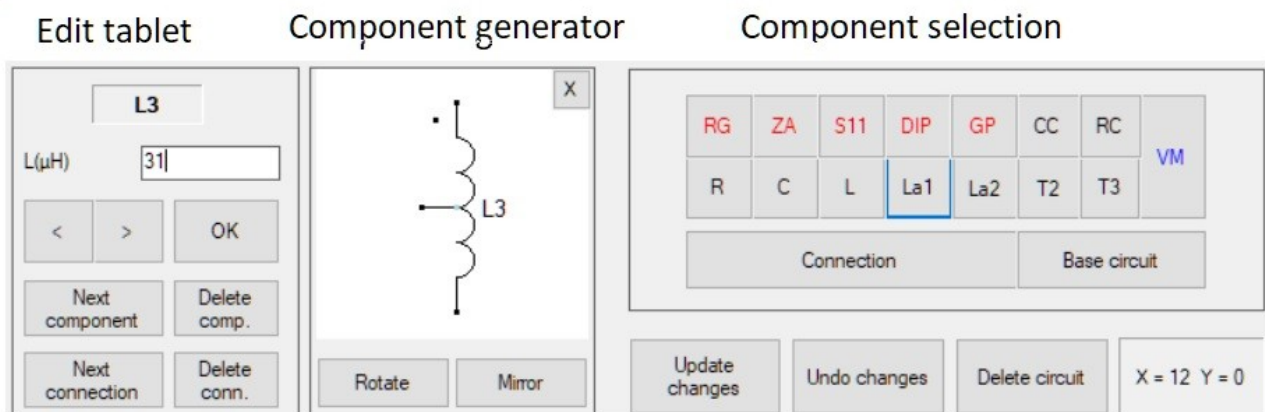 Edit tablet
Component generator
Component selection
L3
L(µH)
31
<
>
OK
Next
component
Delete
comp.
Next
connection
Delete
conn.
X
L3
Rotate
Mirror
RG ZA S11 DIP GP CC RC
VM
R C L La1 La2 T2 T3
Connection
Base circuit
Update
changes
Undo changes
Delete circuit
X = 12 Y = 0